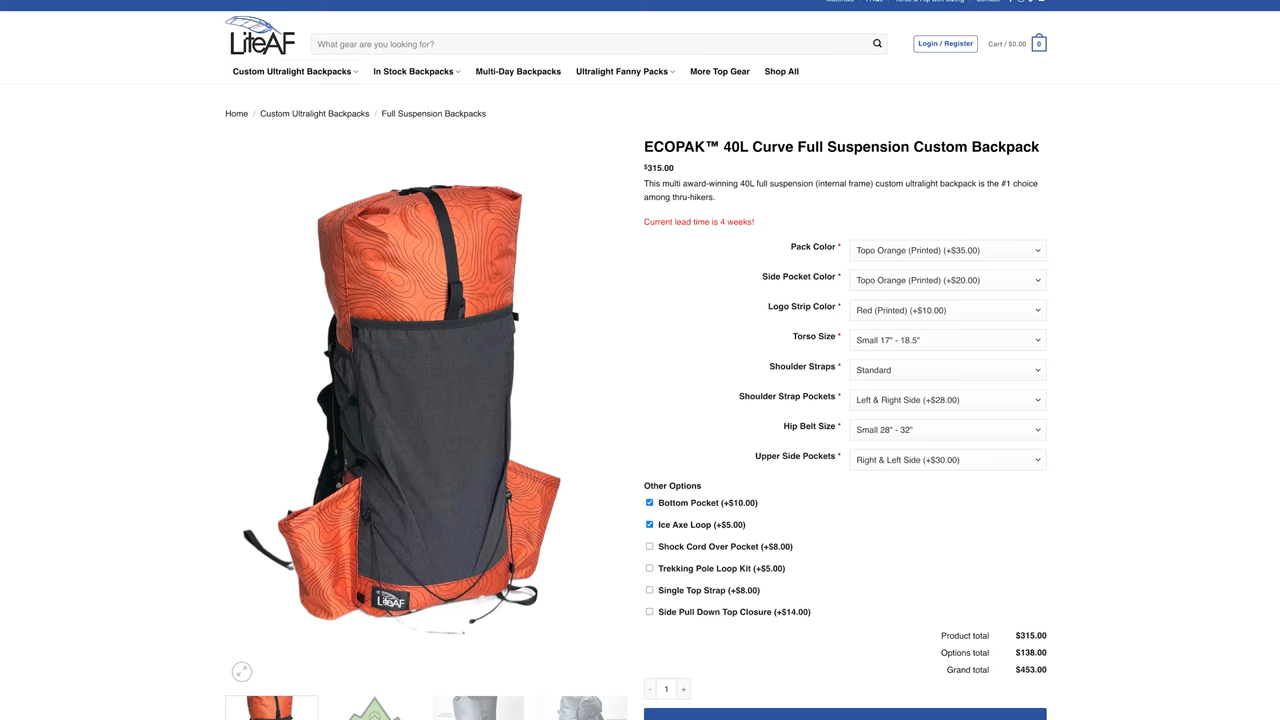 Materials
FAQs
Torso & Hip Belt Sizing
Contact
LiteAF
What gear are you looking for?
Login / Register
Cart / $0.00
0
Custom Ultralight Backpacks
In Stock Backpacks
Multi-Day Backpacks
Ultralight Fanny Packs
More Top Gear
Shop All
Home / Custom Ultralight Backpacks / Full Suspension Backpacks
ECOPAK™ 40L Curve Full Suspension Custom Backpack
$315.00
This multi award-winning 40L full suspension (internal frame) custom ultralight backpack is the #1 choice
among thru-hikers.
Current lead time is 4 weeks!
Pack Color * Topo Orange (Printed) (+$35.00)
Side Pocket Color * Topo Orange (Printed) (+$20.00)
Logo Strip Color * Red (Printed) (+$10.00)
Torso Size * Small 17" - 18.5"
Shoulder Straps * Standard
Shoulder Strap Pockets * Left & Right Side (+$28.00)
Hip Belt Size * Small 28" - 32"
Upper Side Pockets * Right & Left Side (+$30.00)
Other Options
Bottom Pocket (+$10.00)
Ice Axe Loop (+$5.00)
Shock Cord Over Pocket (+$8.00)
Trekking Pole Loop Kit (+$5.00)
Single Top Strap (+$8.00)
Side Pull Down Top Closure (+$14.00)
Product total $315.00
Options total $138.00
Grand total $453.00
- 1 +
LiteAF